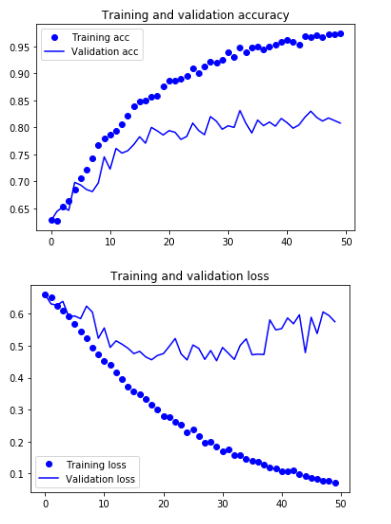 Training and validation accuracy
0.95
0.90
0.85
0.80
0.75
0.70
0.65
Training acc
Validation acc
0 10 20 30 40 50
Training and validation loss
0.6
0.5
0.4
0.3
0.2
0.1
Training loss
Validation loss
0 10 20 30 40 50